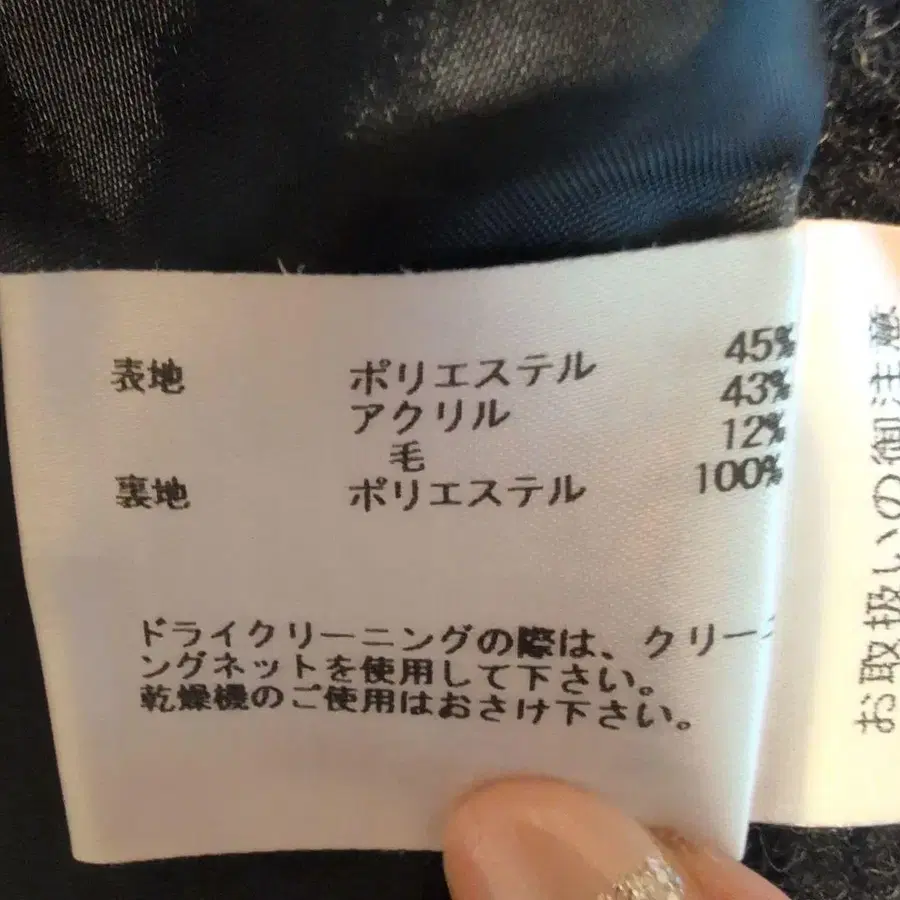 表地 ポリエステル 45%
アクリル 43%
毛 12%
裏地 ポリエステル 100%
ドライクリーニングの際は、クリーニ
ングネットを使用して下さい。
乾燥機のご使用はおさけ下さい。
お取扱いの御注意